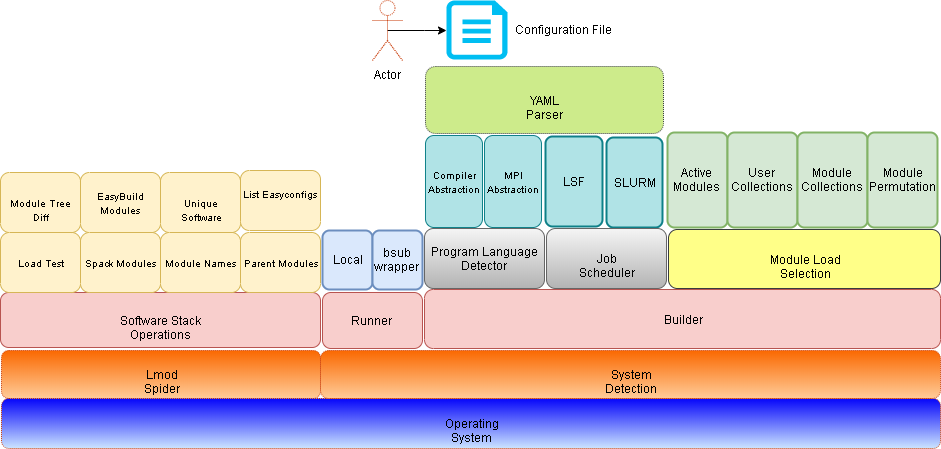 Configuration File
Actor
YAML
Parser
Compiler
Abstraction
MPI
Abstraction
LSF
SLURM
Active
Modules
User
Collections
Module
Collections
Module
Permutation
Module Tree
Diff
EasyBuild
Modules
Unique
Software
List Easyconfigs
Load Test
Spack Modules
Module Names
Parent Modules
Local
bsub
wrapper
Program Language
Detector
Job
Scheduler
Module Load
Selection
Software Stack
Operations
Runner
Builder
Lmod
Spider
System
Detection
Operating
System